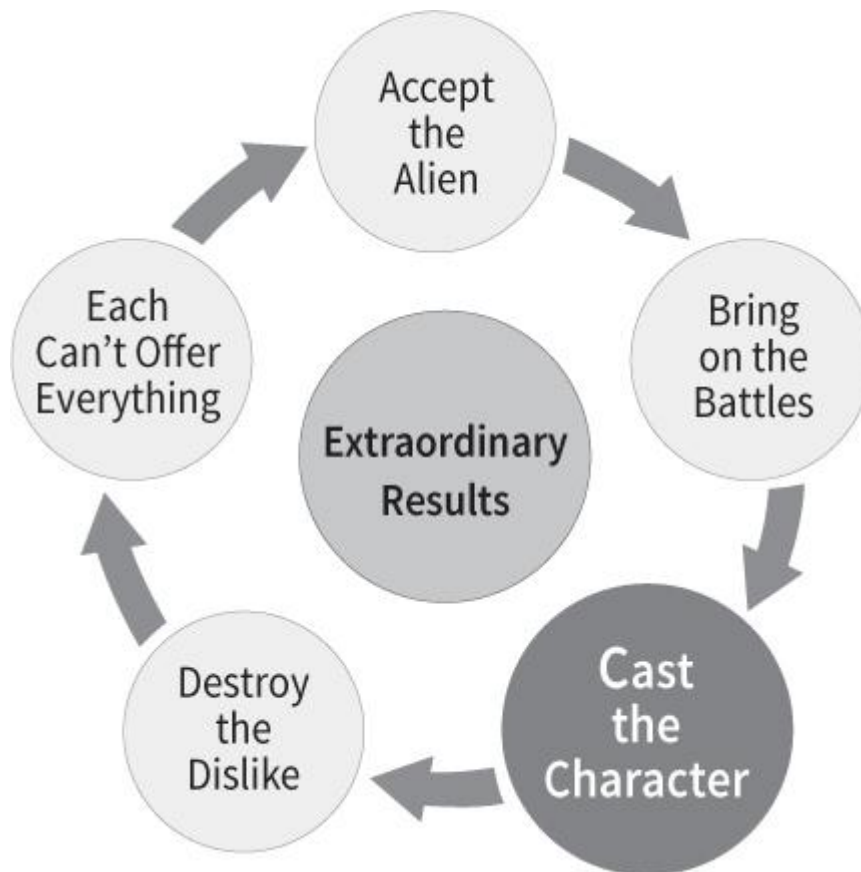 Accept
the
Alien
Bring
on the
Battles
Cast
the
Character
Destroy
the
Dislike
Each
Can’t Offer
Everything
Extraordinary
Results